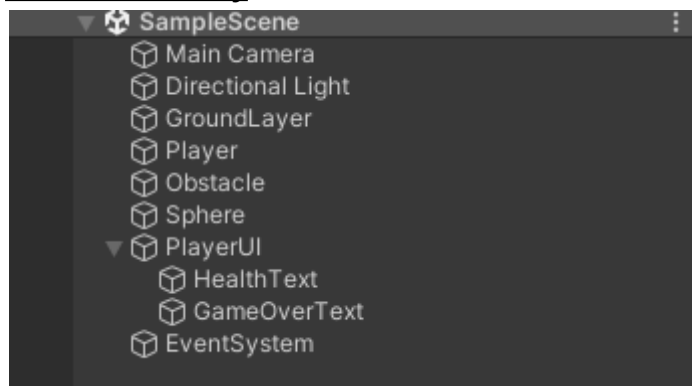 SampleScene
Main Camera
Directional Light
GroundLayer
Player
Obstacle
Sphere
PlayerUI
HealthText
GameOverText
EventSystem